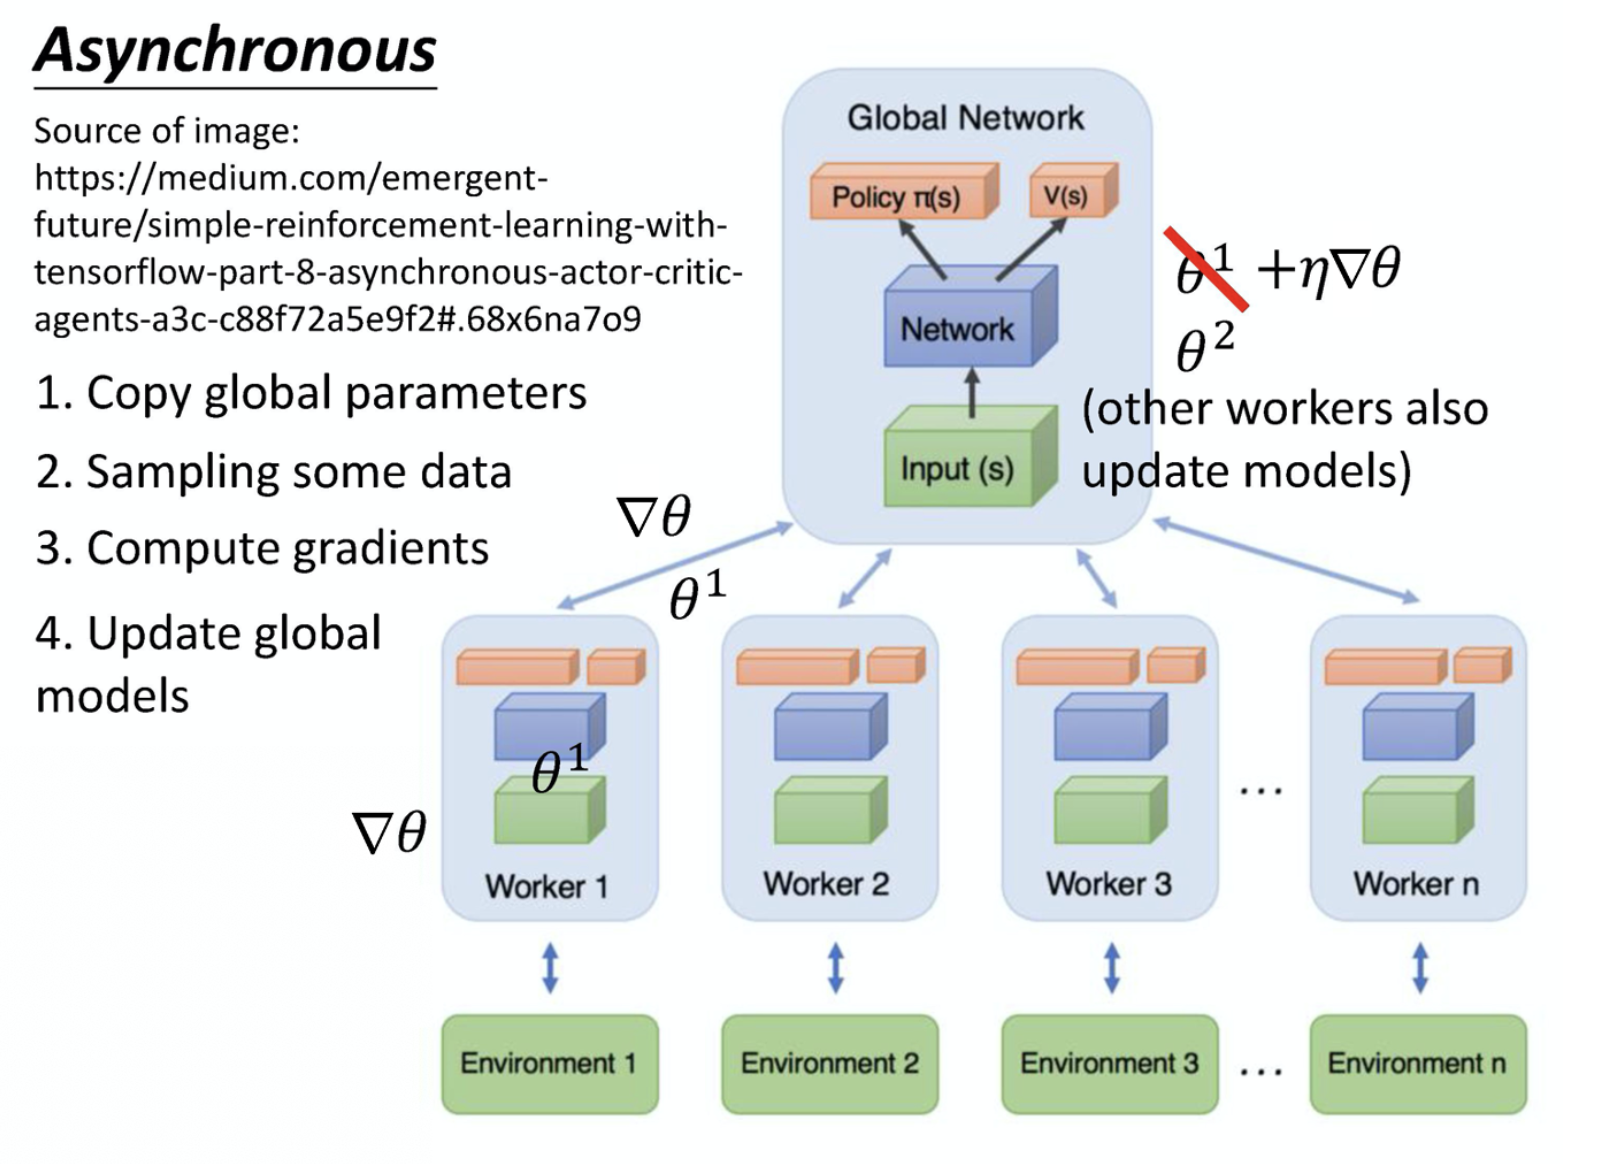 Asynchronous
Source of image:
https://medium.com/emergent-
future/simple-reinforcement-learning-with-
tensorflow-part-8-asynchronous-actor-critic-
agents-a3c-c88f72a5e9f2#.68x6na7o9
1. Copy global parameters
2. Sampling some data
3. Compute gradients
4. Update global
models
Global Network
Policy π(s)
V(s)
Network
Input (s)
θ¹ +η∇θ
θ²
(other workers also
update models)
∇θ
θ¹
θ¹
∇θ
Worker 1
Worker 2
Worker 3
...
Worker n
Environment 1
Environment 2
Environment 3
...
Environment n